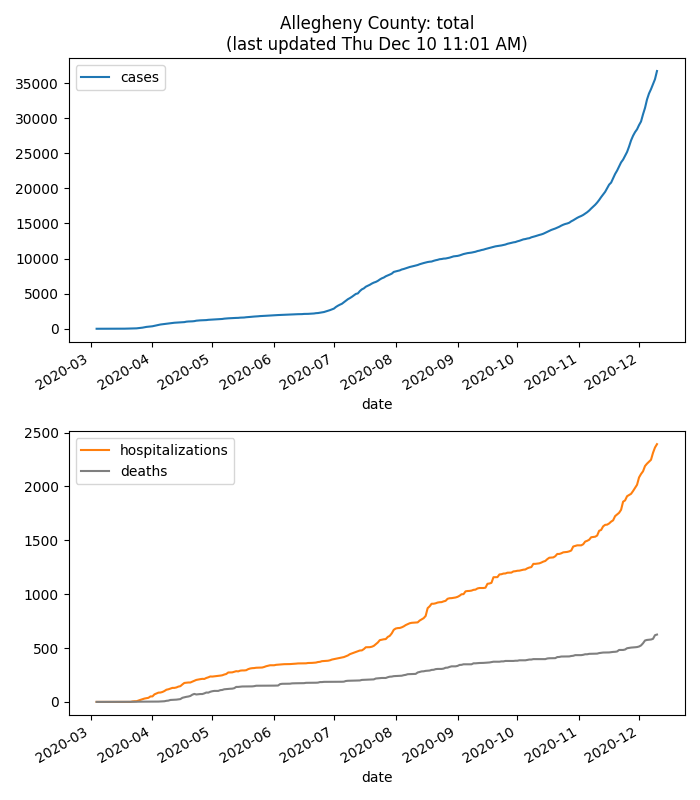 Allegheny County: total
(last updated Thu Dec 10 11:01 AM)
cases
35000
30000
25000
20000
15000
10000
5000
0
2020-03 2020-04 2020-05 2020-06 2020-07 2020-08 2020-09 2020-10 2020-11 2020-12
date
hospitalizations
deaths
2500
2000
1500
1000
500
0
2020-03 2020-04 2020-05 2020-06 2020-07 2020-08 2020-09 2020-10 2020-11 2020-12
date